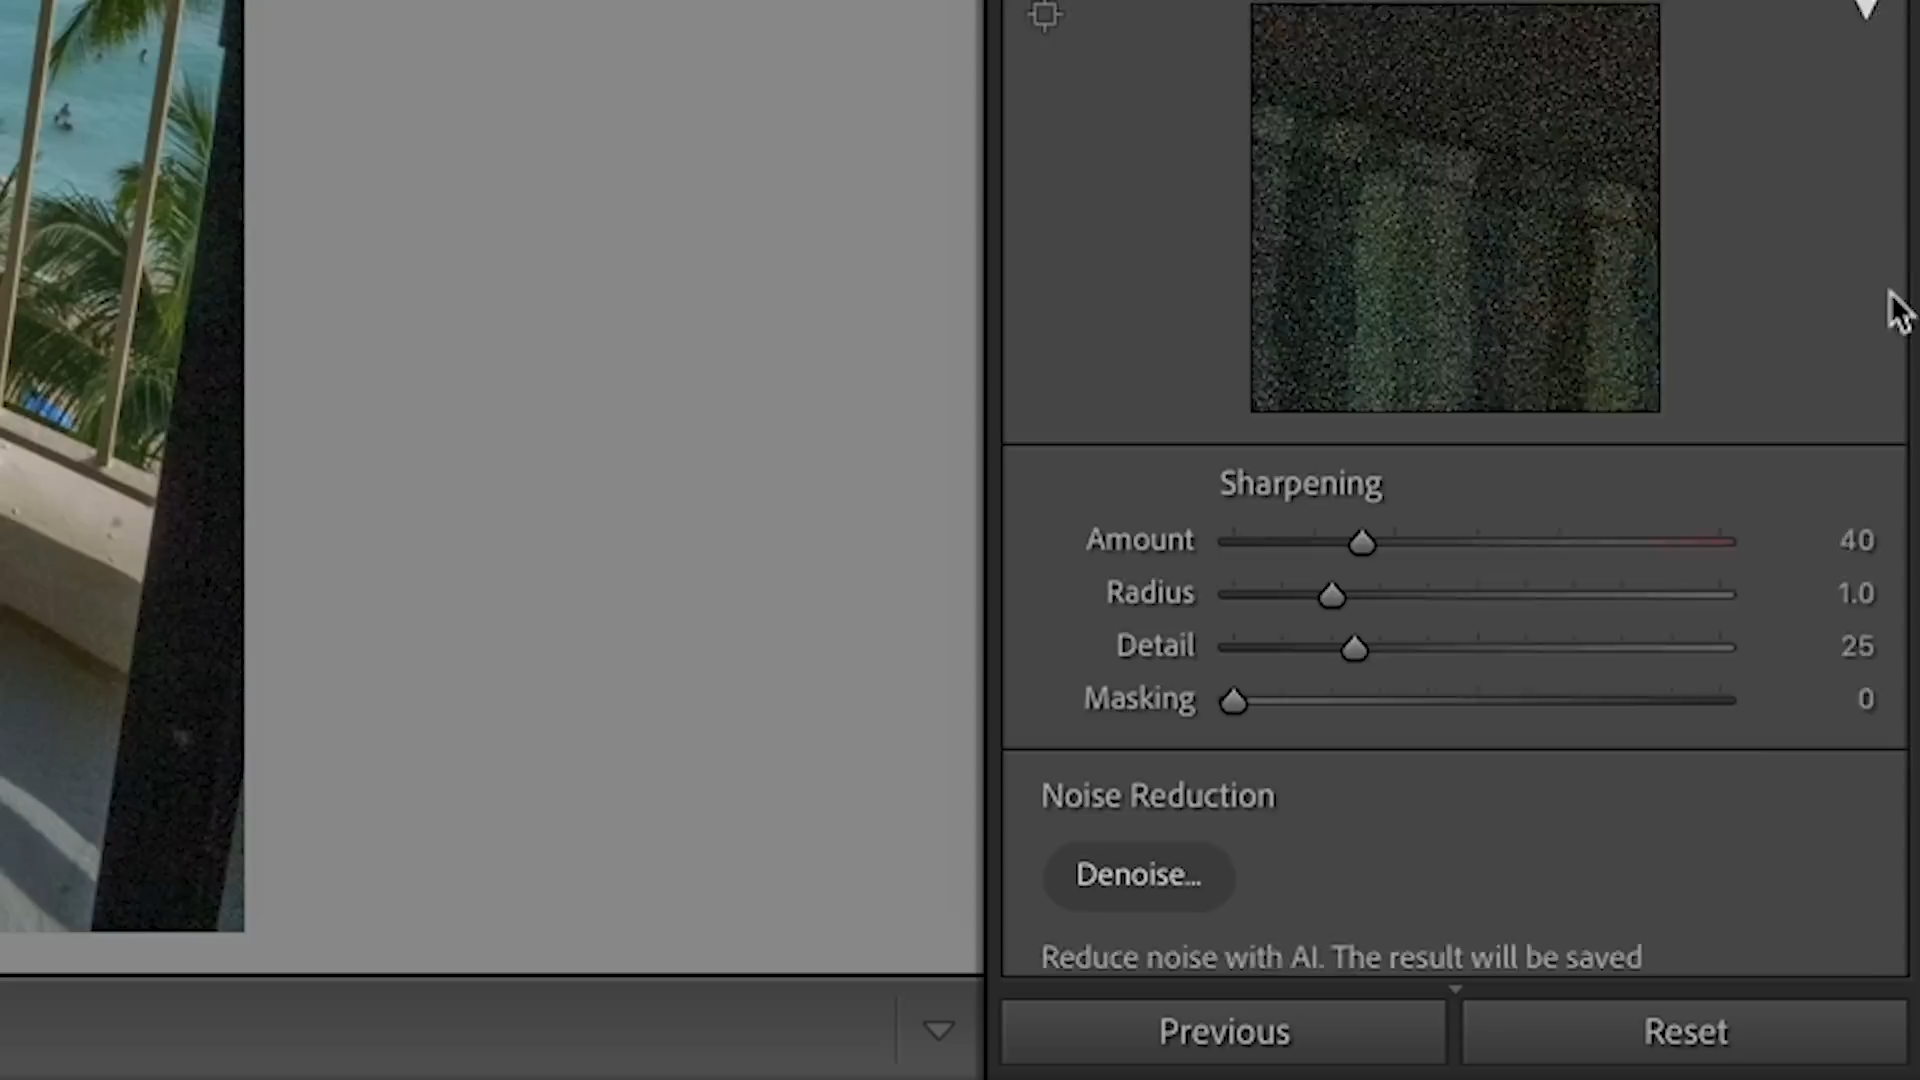 Sharpening
Amount 40
Radius 1.0
Detail 25
Masking 0
Noise Reduction
Denoise...
Reduce noise with AI. The result will be saved
Previous Reset